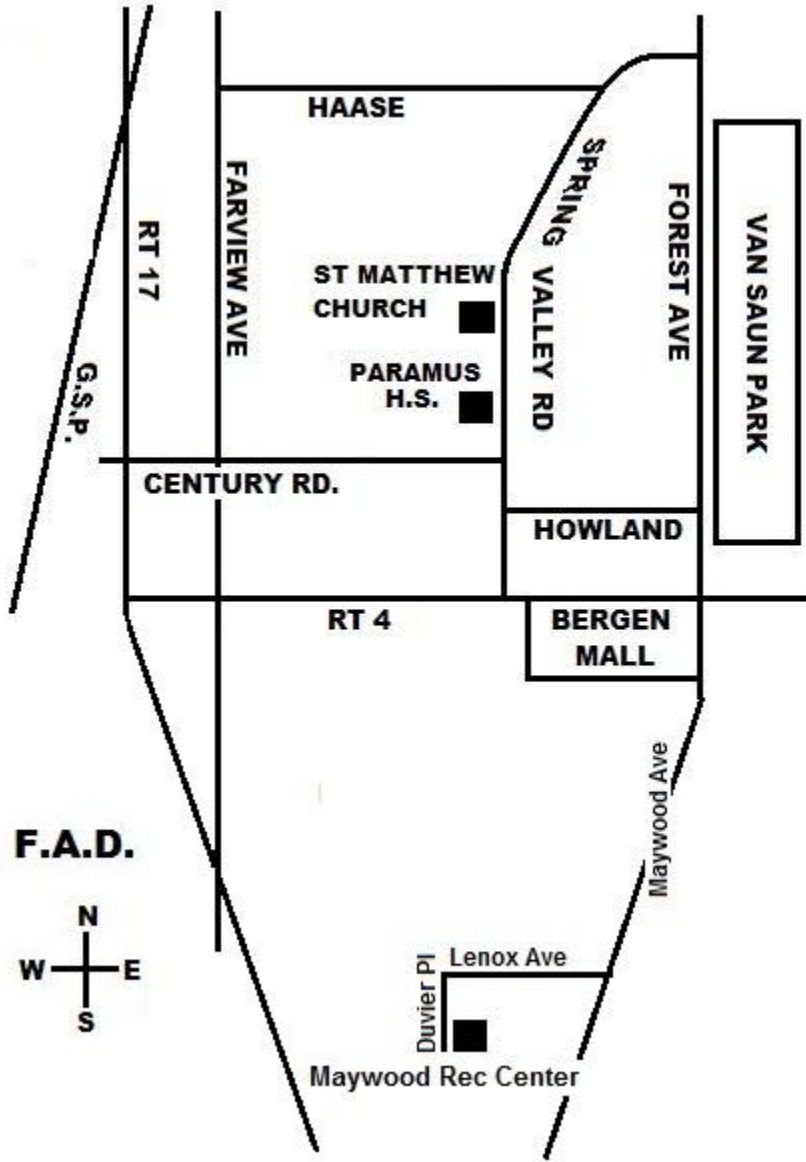 HAASE
SPRING VALLEY RD
FARVIEW AVE
RT 17
FOREST AVE
VAN SAUN PARK
ST MATTHEW
CHURCH
PARAMUS
H.S.
G.S.P.
CENTURY RD.
HOWLAND
RT 4
BERGEN
MALL
Maywood Ave
F.A.D.
N
W E
S
Lenox Ave
Duvier Pl
Maywood Rec Center